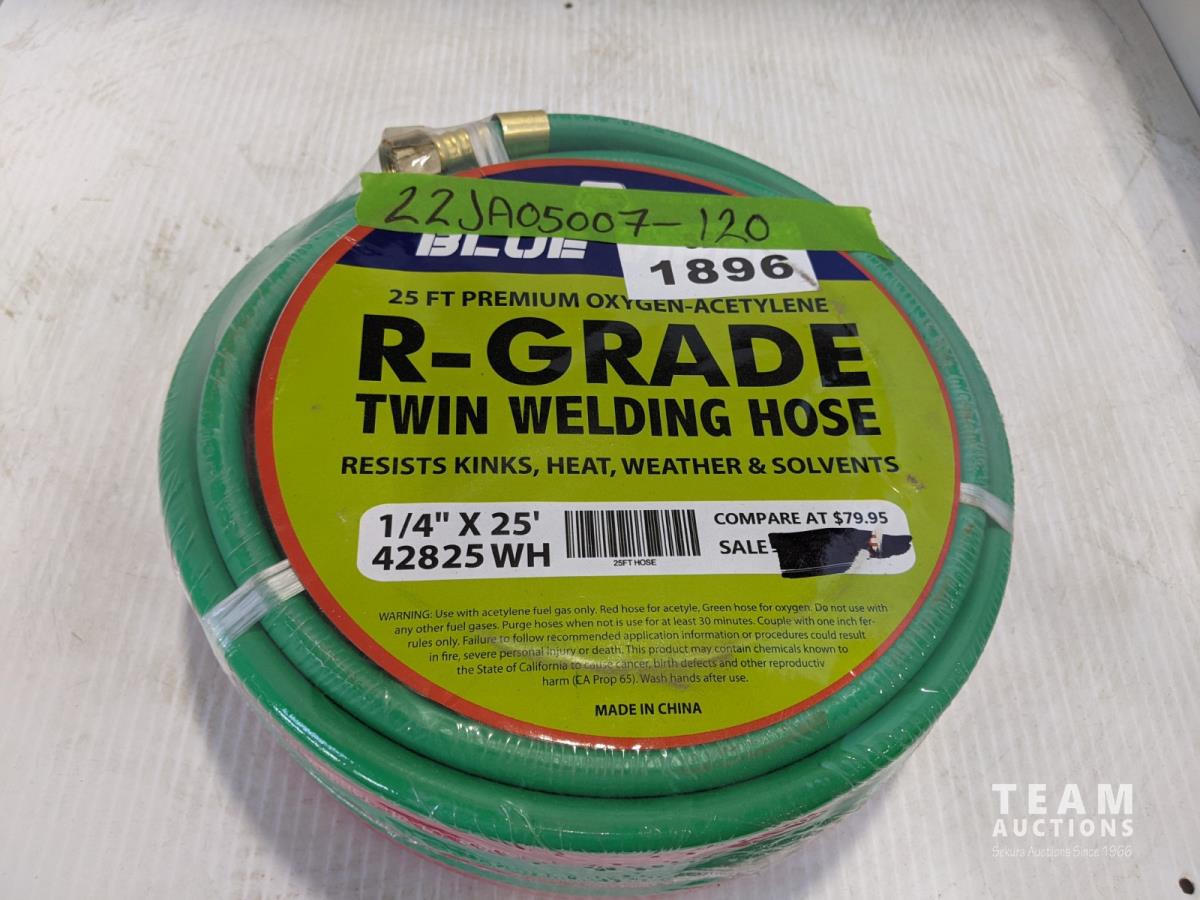 22JA05007-120
BLUE
1896
25 FT PREMIUM OXYGEN-ACETYLENE
R-GRADE
TWIN WELDING HOSE
RESISTS KINKS, HEAT, WEATHER & SOLVENTS
1/4" X 25'
42825 WH
25FT HOSE
COMPARE AT $79.95
SALE
WARNING: Use with acetylene fuel gas only. Red hose for acetyle, Green hose for oxygen. Do not use with
any other fuel gases. Purge hoses when not is use for at least 30 minutes. Couple with one inch fer-
rules only. Failure to follow recommended application information or procedures could result
in fire, severe personal injury or death. This product may contain chemicals known to
the State of California to cause cancer, birth defects and other reproductiv
harm (CA Prop 65). Wash hands after use.
MADE IN CHINA
TEAM
AUCTIONS
Sekura Auctions Since 1966